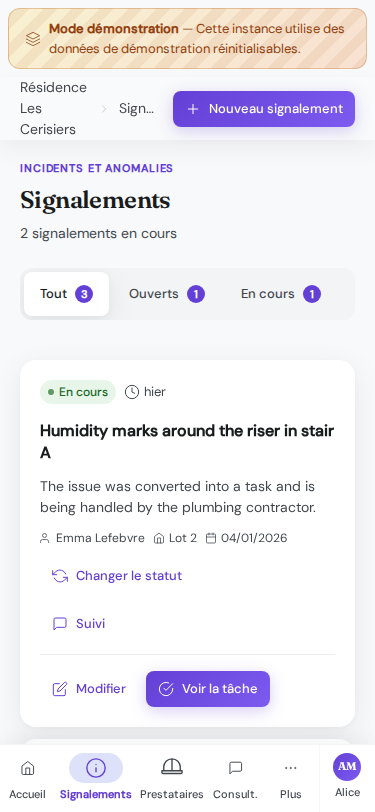 Mode démonstration — Cette instance utilise des
données de démonstration réinitialisables.
Résidence
Les
Cerisiers
Sign...
Nouveau signalement
INCIDENTS ET ANOMALIES
Signalements
2 signalements en cours
Tout 3 Ouverts 1 En cours 1
En cours hier
Humidity marks around the riser in stair
A
The issue was converted into a task and is
being handled by the plumbing contractor.
Emma Lefebvre Lot 2 04/01/2026
Changer le statut
Suivi
Modifier Voir la tâche
AM
Accueil Signalements Prestataires Consult. Plus Alice